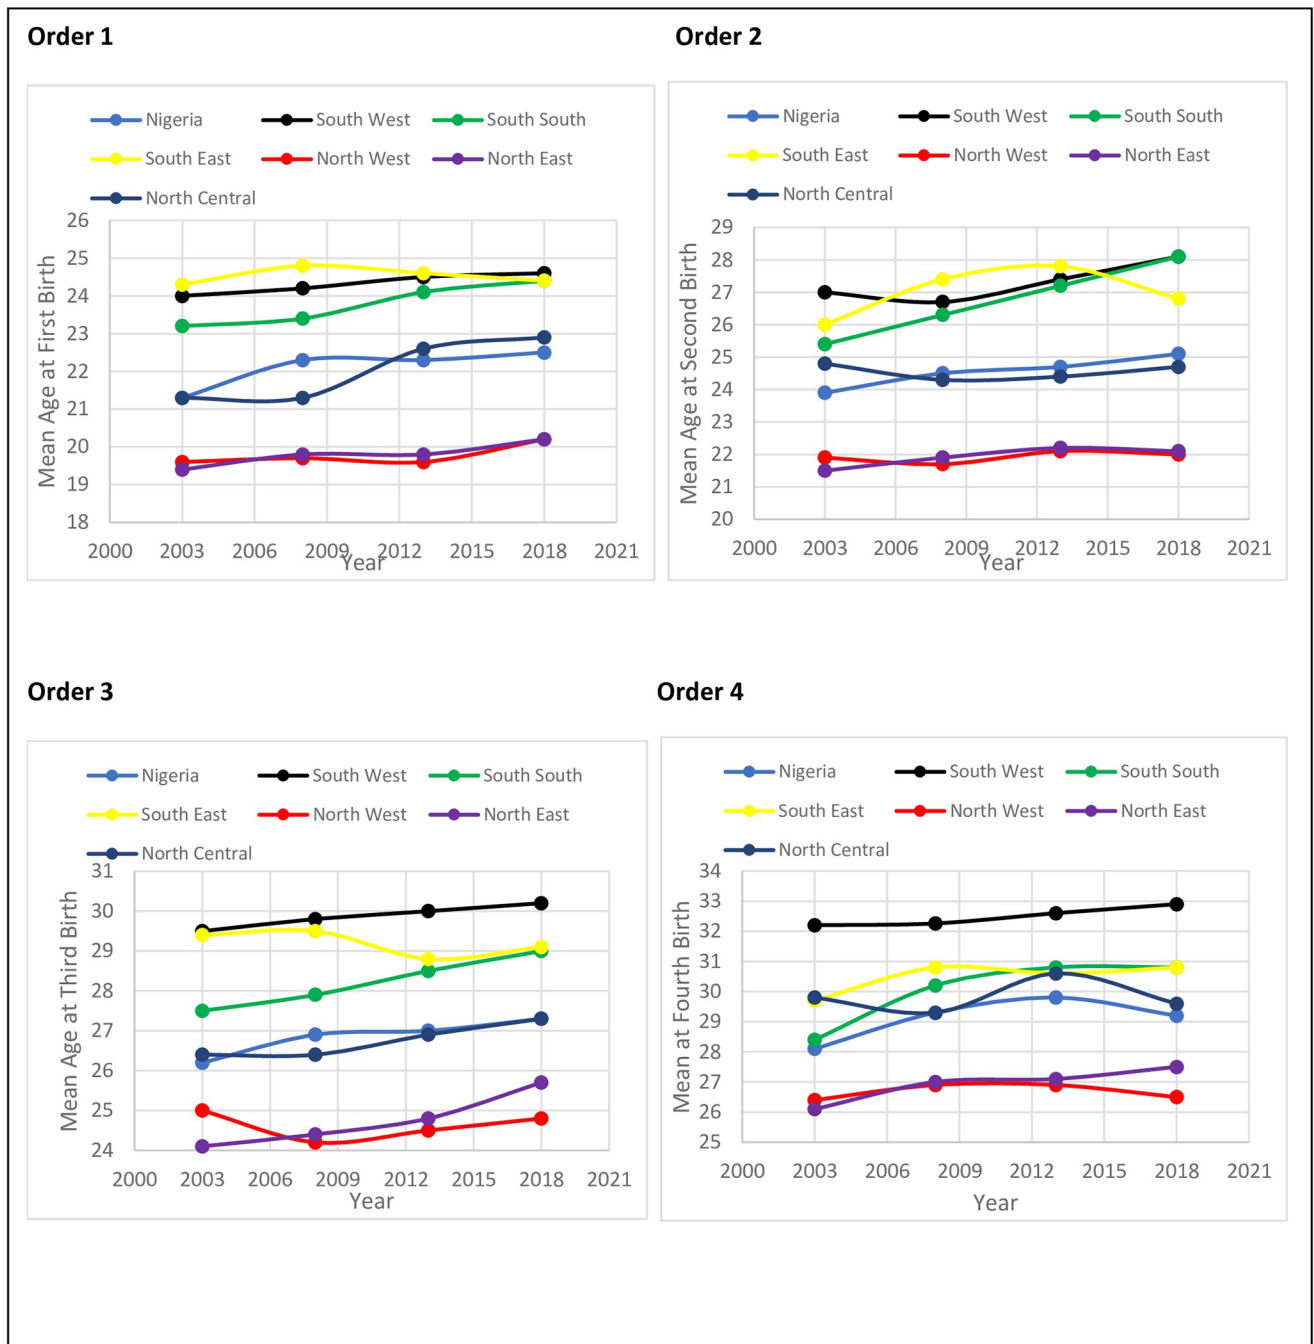 Order 1
Order 2
Nigeria South West South South
South East North West North East
North Central
Mean Age at First Birth
26
25
24
23
22
21
20
19
18
2000 2003 2006 2009 2012 2015 2018 2021
Year
Nigeria South West South South
South East North West North East
North Central
Mean Age at Second Birth
29
28
27
26
25
24
23
22
21
20
2000 2003 2006 2009 2012 2015 2018 2021
Year
Order 3
Order 4
Nigeria South West South South
South East North West North East
North Central
Mean Age at Third Birth
31
30
29
28
27
26
25
24
2000 2003 2006 2009 2012 2015 2018 2021
Year
Nigeria South West South South
South East North West North East
North Central
Mean at Fourth Birth
34
33
32
31
30
29
28
27
26
25
2000 2003 2006 2009 2012 2015 2018 2021
Year